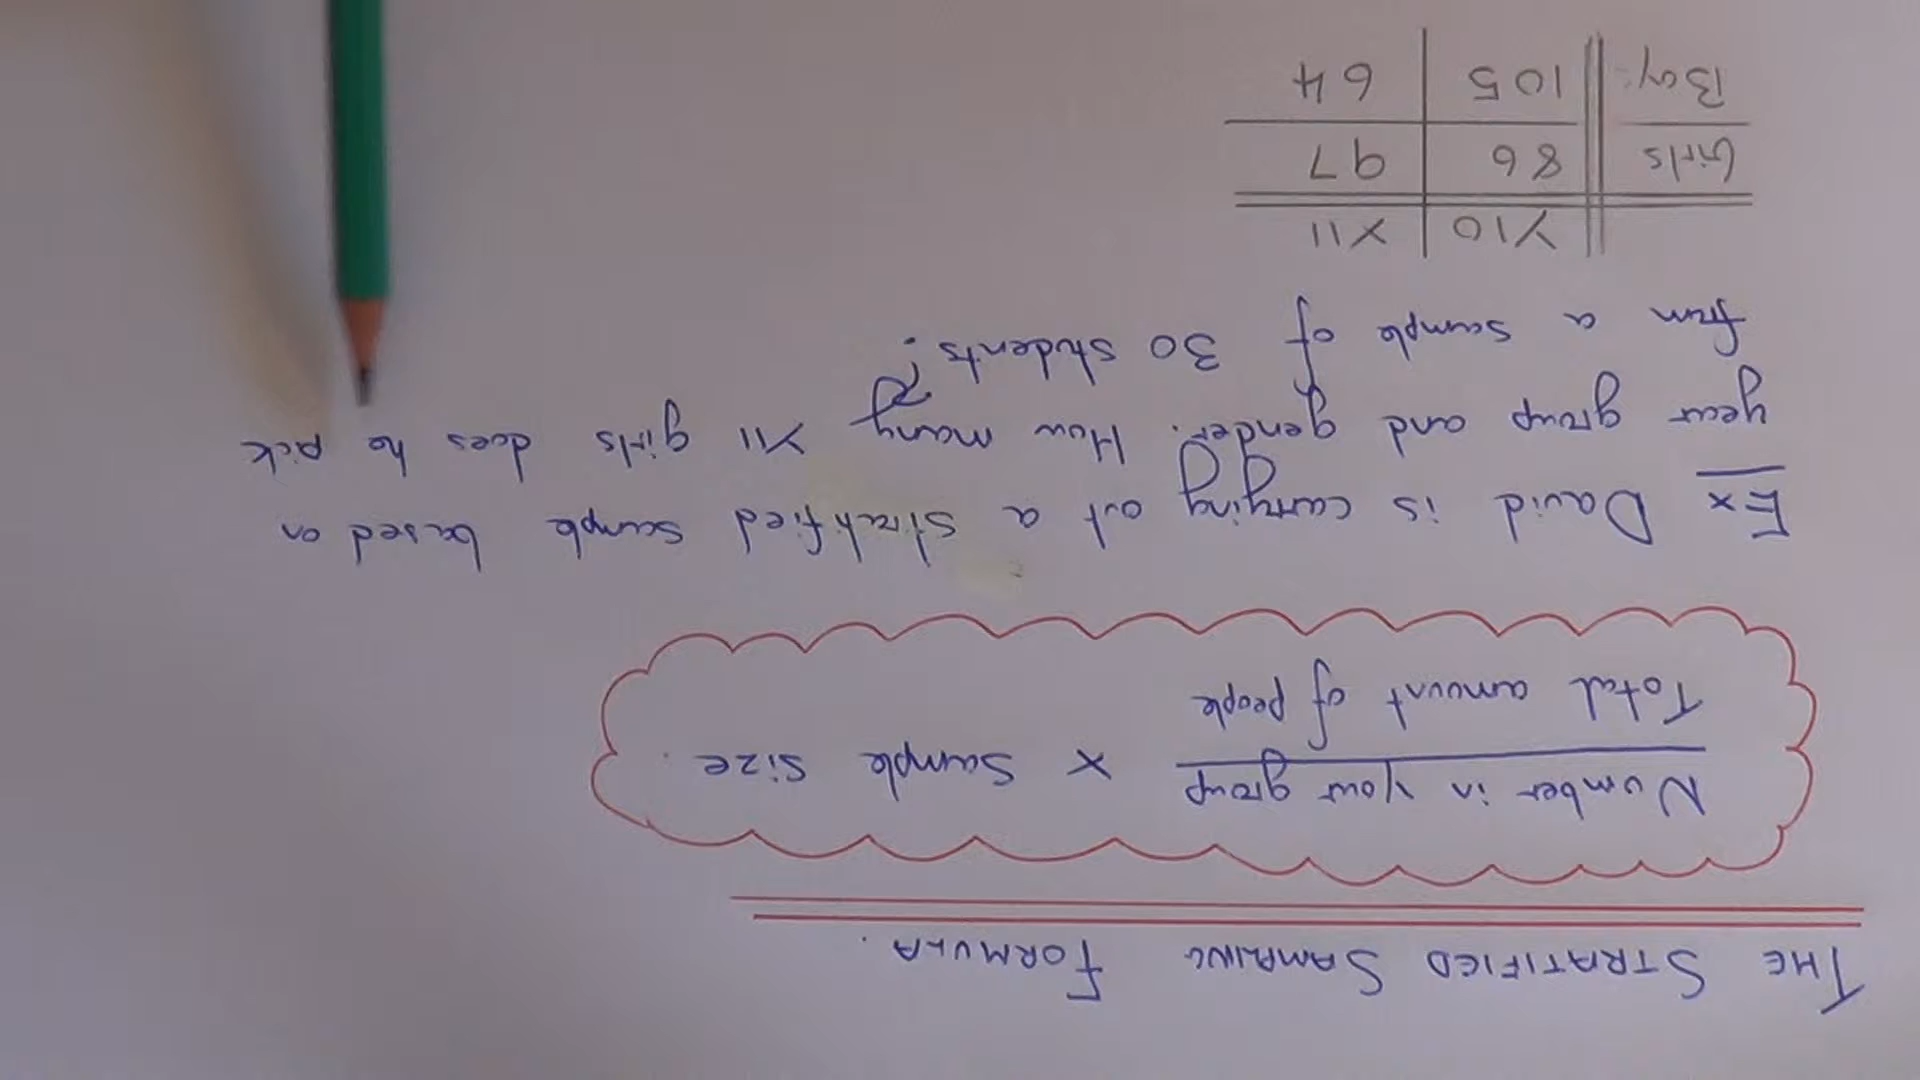 THE STRATIFIED SAMPLING FORMULA.
Number in your group
Total amount of people
x sample size.
Ex David is carrying out a stratified sample based on
year group and gender. How many Y11 girls does he pick
from a sample of 30 students?
Y10 Y11
Girls 86 97
Boys 105 64